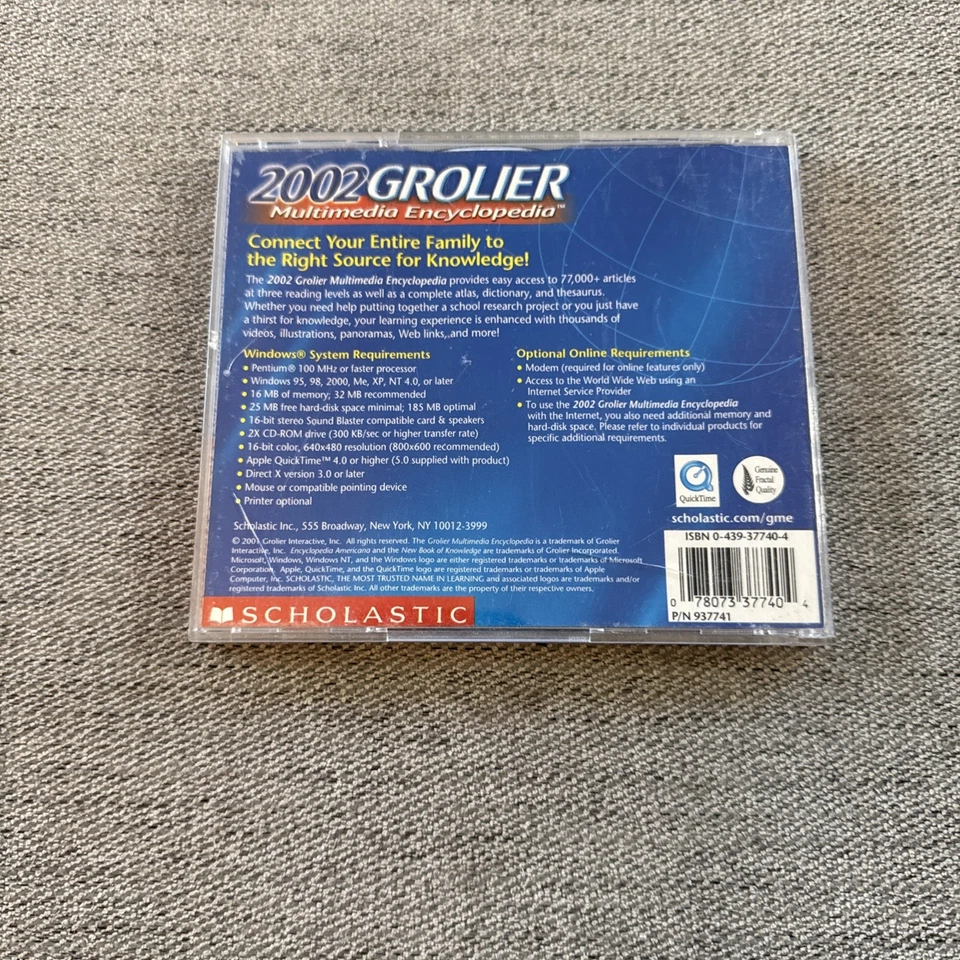 2002 GROLIER
Multimedia Encyclopedia™
Connect Your Entire Family to
the Right Source for Knowledge!
The 2002 Grolier Multimedia Encyclopedia provides easy access to 77,000+ articles
at three reading levels as well as a complete atlas, dictionary, and thesaurus.
Whether you need help putting together a school research project or you just have
a thirst for knowledge, your learning experience is enhanced with thousands of
videos, illustrations, panoramas, Web links, and more!
Windows® System Requirements
• Pentium® 100 MHz or faster processor
• Windows 95, 98, 2000, Me, XP, NT 4.0, or later
• 16 MB of memory; 32 MB recommended
• 25 MB free hard-disk space minimal; 185 MB optimal
• 16-bit stereo Sound Blaster compatible card & speakers
• 2X CD-ROM drive (300 KB/sec or higher transfer rate)
• 16-bit color, 640x480 resolution (800x600 recommended)
• Apple QuickTime™ 4.0 or higher (5.0 supplied with product)
• Direct X version 3.0 or later
• Mouse or compatible pointing device
• Printer optional
Optional Online Requirements
• Modem (required for online features only)
• Access to the World Wide Web using an
Internet Service Provider
• To use the 2002 Grolier Multimedia Encyclopedia
with the Internet, you also need additional memory and
hard-disk space. Please refer to individual products for
specific additional requirements.
QuickTime
Genuine
Fractal
Quality
scholastic.com/gme
Scholastic Inc., 555 Broadway, New York, NY 10012-3999
© 2001 Grolier Interactive, Inc. All rights reserved. The Grolier Multimedia Encyclopedia is a trademark of Grolier
Interactive, Inc. Encyclopedia Americana and the New Book of Knowledge are trademarks of Grolier Incorporated.
Microsoft, Windows, Windows NT, and the Windows logo are either registered trademarks or trademarks of Microsoft
Corporation. Apple, QuickTime, and the QuickTime logo are registered trademarks or trademarks of Apple
Computer, Inc. SCHOLASTIC, THE MOST TRUSTED NAME IN LEARNING and associated logos are trademarks and/or
registered trademarks of Scholastic Inc. All other trademarks are the property of their respective owners.
SCHOLASTIC
ISBN 0-439-37740-4
0 78073 37740 4
P/N 937741